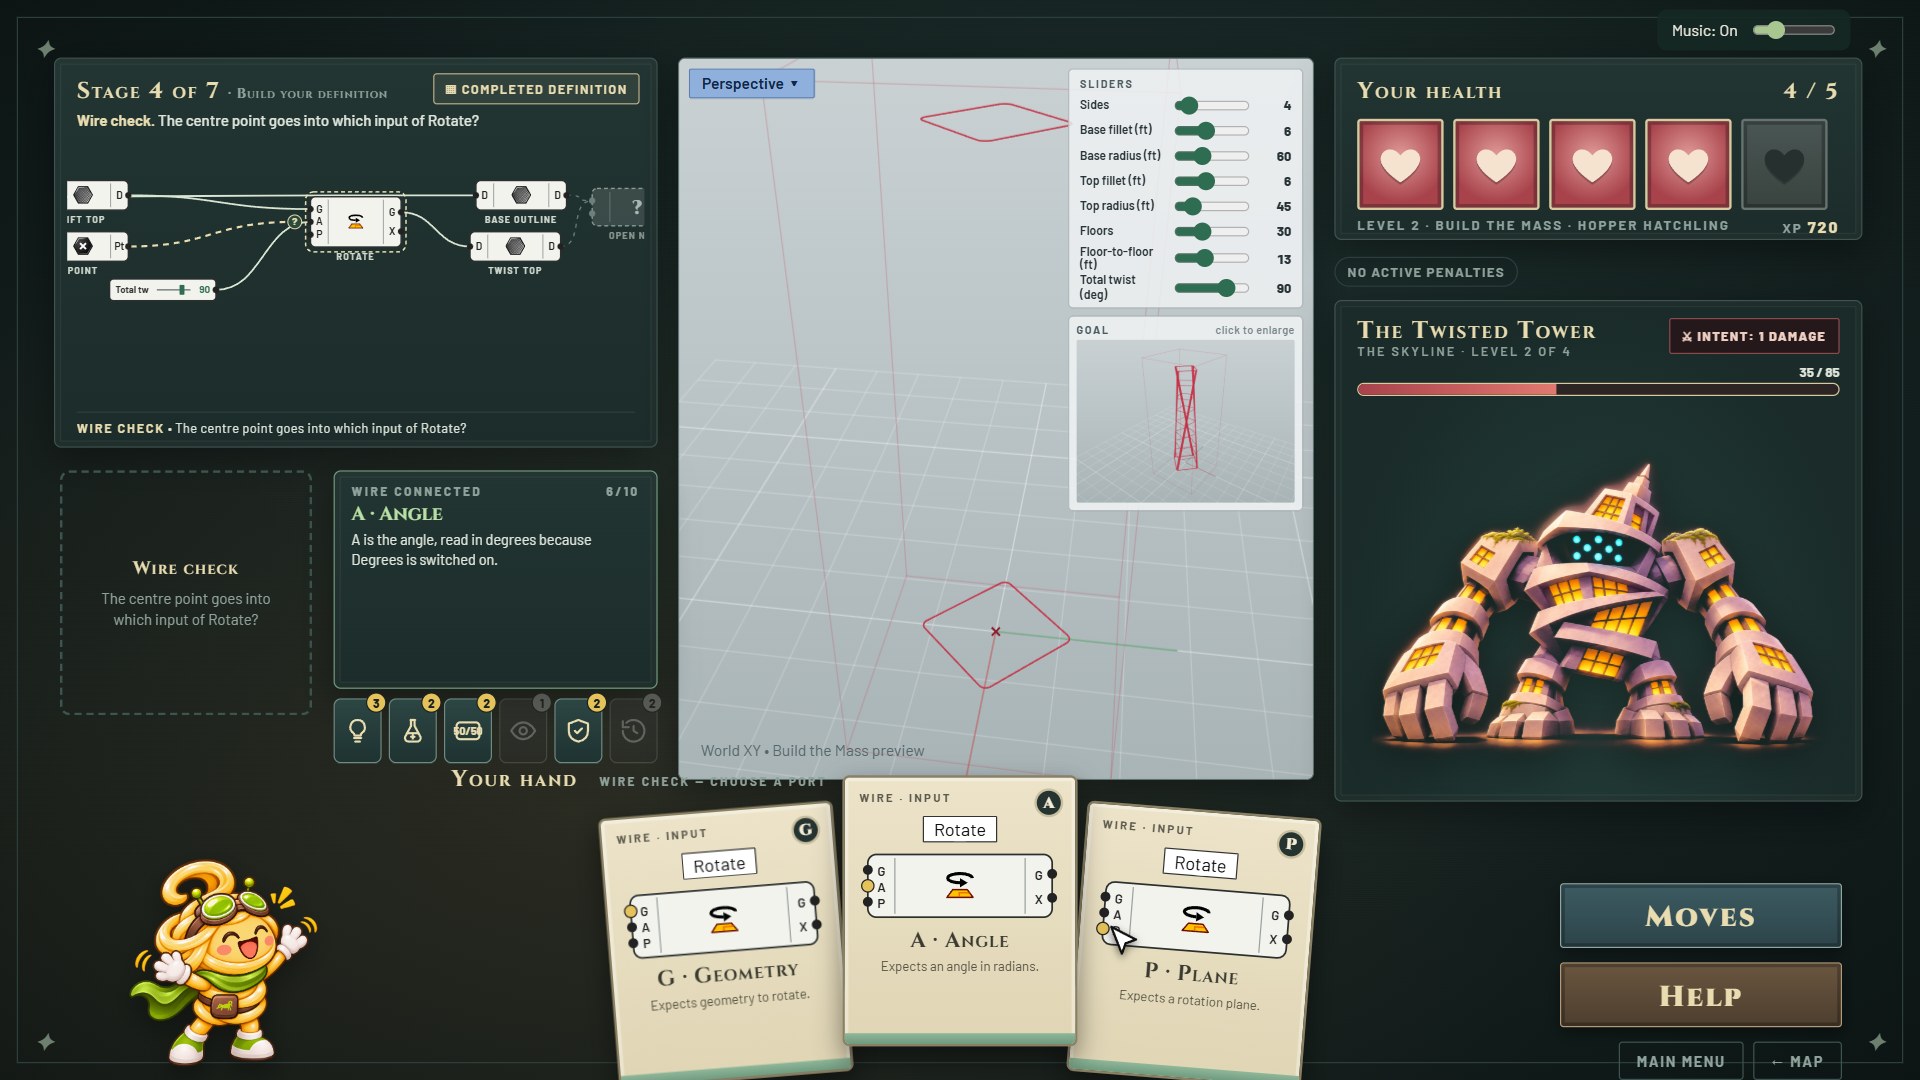 Music: On
STAGE 4 OF 7 · BUILD YOUR DEFINITION
COMPLETED DEFINITION
Wire check. The centre point goes into which input of Rotate?
D
IFT TOP
Pt
POINT
Total tw 90
?
G
A
P
G
X
ROTATE
D D
BASE OUTLINE
D D
TWIST TOP
?
OPEN N
WIRE CHECK • The centre point goes into which input of Rotate?
WIRE CHECK
The centre point goes into
which input of Rotate?
WIRE CONNECTED 6/10
A · ANGLE
A is the angle, read in degrees because
Degrees is switched on.
3
2
2
1
2
2
50/50
Perspective ▾
SLIDERS
Sides 4
Base fillet (ft) 6
Base radius (ft) 60
Top fillet (ft) 6
Top radius (ft) 45
Floors 30
Floor-to-floor
(ft) 13
Total twist
(deg) 90
GOAL click to enlarge
World XY • Build the Mass preview
YOUR HEALTH 4 / 5
LEVEL 2 · BUILD THE MASS · HOPPER HATCHLING XP 720
NO ACTIVE PENALTIES
THE TWISTED TOWER
THE SKYLINE · LEVEL 2 OF 4
INTENT: 1 DAMAGE
35 / 85
YOUR HAND WIRE CHECK — CHOOSE A PORT
WIRE · INPUT G
Rotate
G
A
P
G
X
G · GEOMETRY
Expects geometry to rotate.
WIRE · INPUT A
Rotate
G
A
P
G
X
A · ANGLE
Expects an angle in radians.
WIRE · INPUT P
Rotate
G
A
G
X
P · PLANE
Expects a rotation plane.
MOVES
HELP
MAIN MENU
← MAP